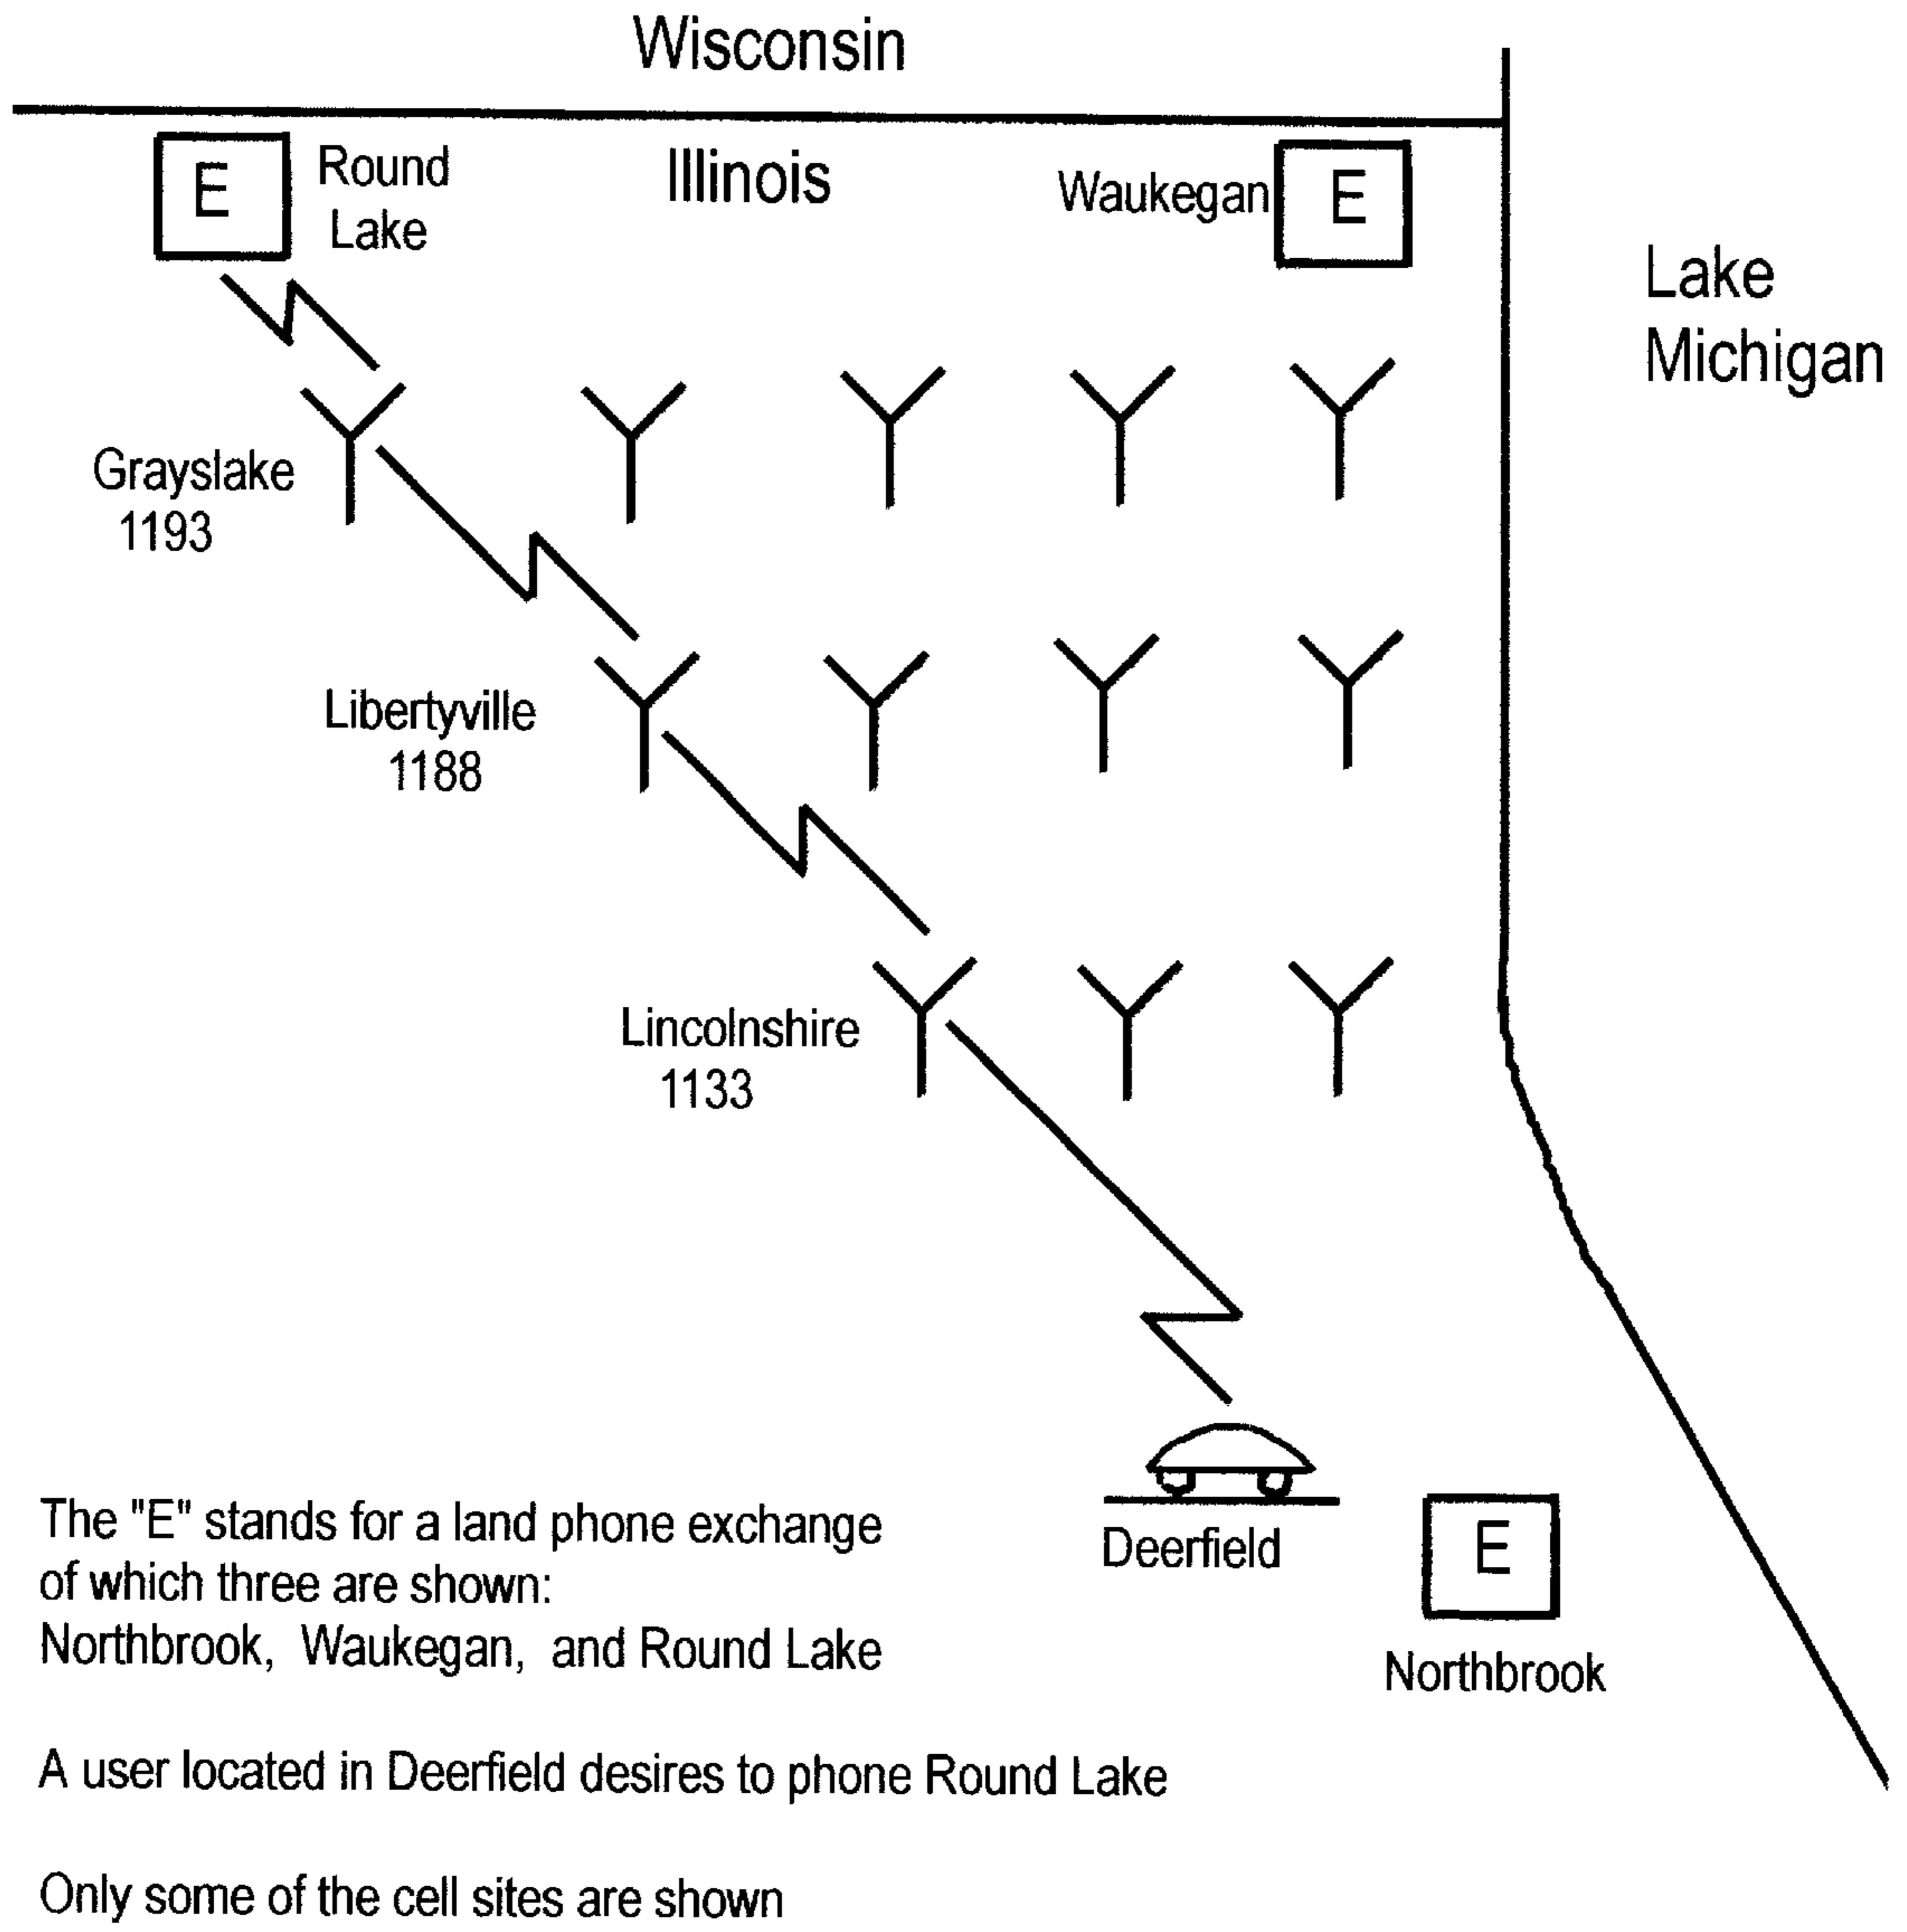 Wisconsin
E
Round
Lake
Illinois
Waukegan
E
Lake
Michigan
Grayslake
1193
Libertyville
1188
Lincolnshire
1133
Deerfield
E
Northbrook
The "E" stands for a land phone exchange
of which three are shown:
Northbrook, Waukegan, and Round Lake
A user located in Deerfield desires to phone Round Lake
Only some of the cell sites are shown